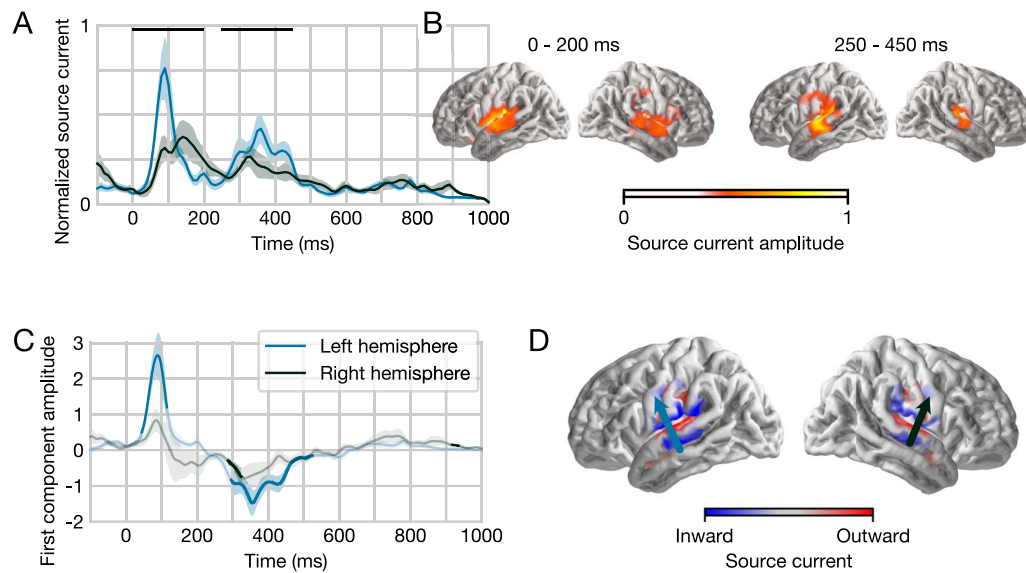 A
1
0
Normalized source current
0 200 400 600 800 1000
Time (ms)
B
0 - 200 ms 250 - 450 ms
0 1
Source current amplitude
C
Left hemisphere
Right hemisphere
3
2
1
0
-1
-2
First component amplitude
0 200 400 600 800 1000
Time (ms)
D
Inward Outward
Source current